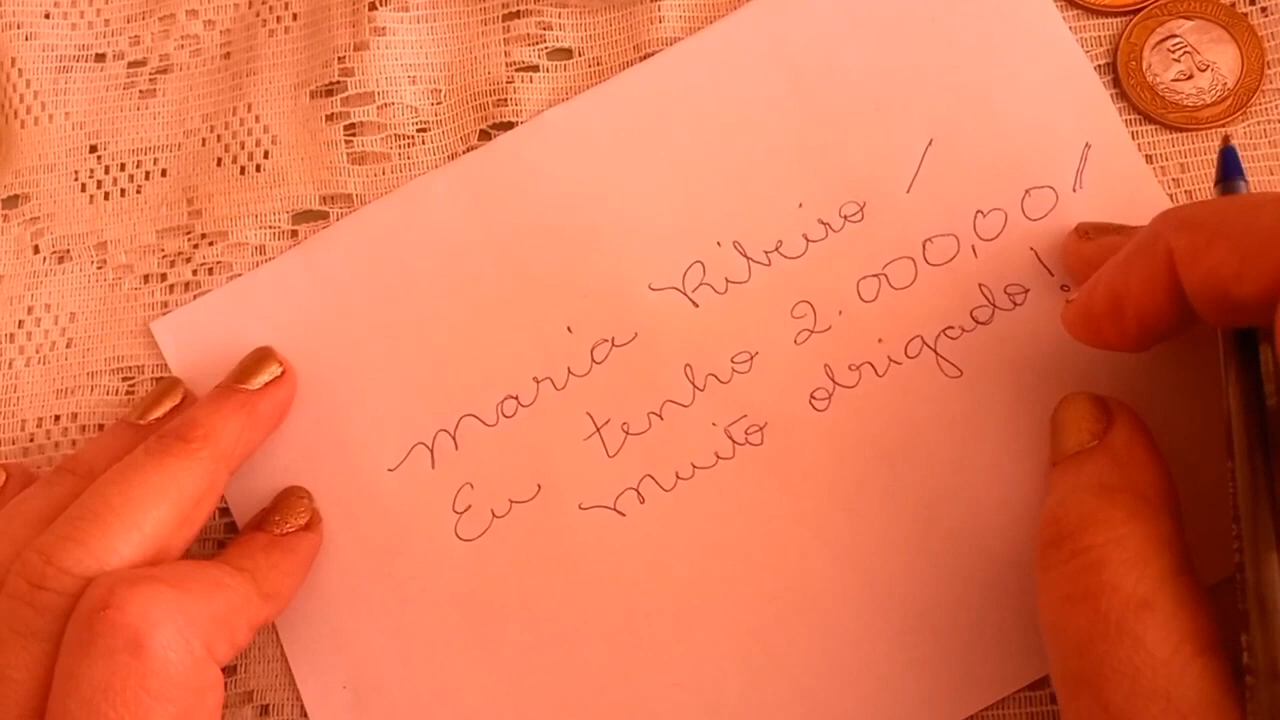 Maria Ribeiro /
Eu tenho 2.000,00 //
muito obrigado!